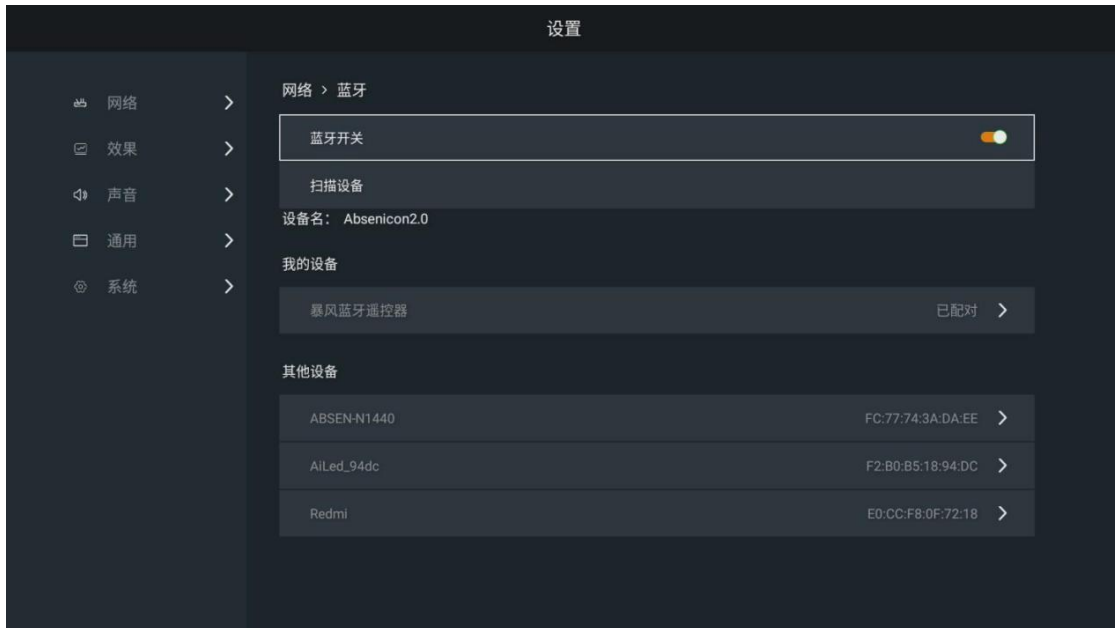 设置
网络
效果
声音
通用
系统
网络 > 蓝牙
蓝牙开关
扫描设备
设备名： Absenicon2.0
我的设备
暴风蓝牙遥控器 已配对
其他设备
ABSEN-N1440 FC:77:74:3A:DA:EE
AiLed_94dc F2:B0:B5:18:94:DC
Redmi E0:CC:F8:0F:72:18